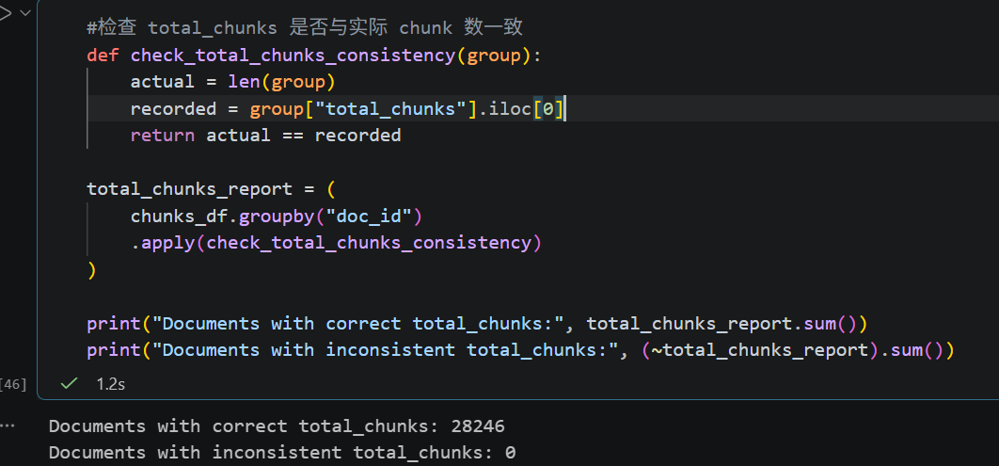 #检查 total_chunks 是否与实际 chunk 数一致
def check_total_chunks_consistency(group):
    actual = len(group)
    recorded = group["total_chunks"].iloc[0]
    return actual == recorded

total_chunks_report = (
    chunks_df.groupby("doc_id")
    .apply(check_total_chunks_consistency)
)

print("Documents with correct total_chunks:", total_chunks_report.sum())
print("Documents with inconsistent total_chunks:", (~total_chunks_report).sum())
[46] 1.2s
... Documents with correct total_chunks: 28246
Documents with inconsistent total_chunks: 0